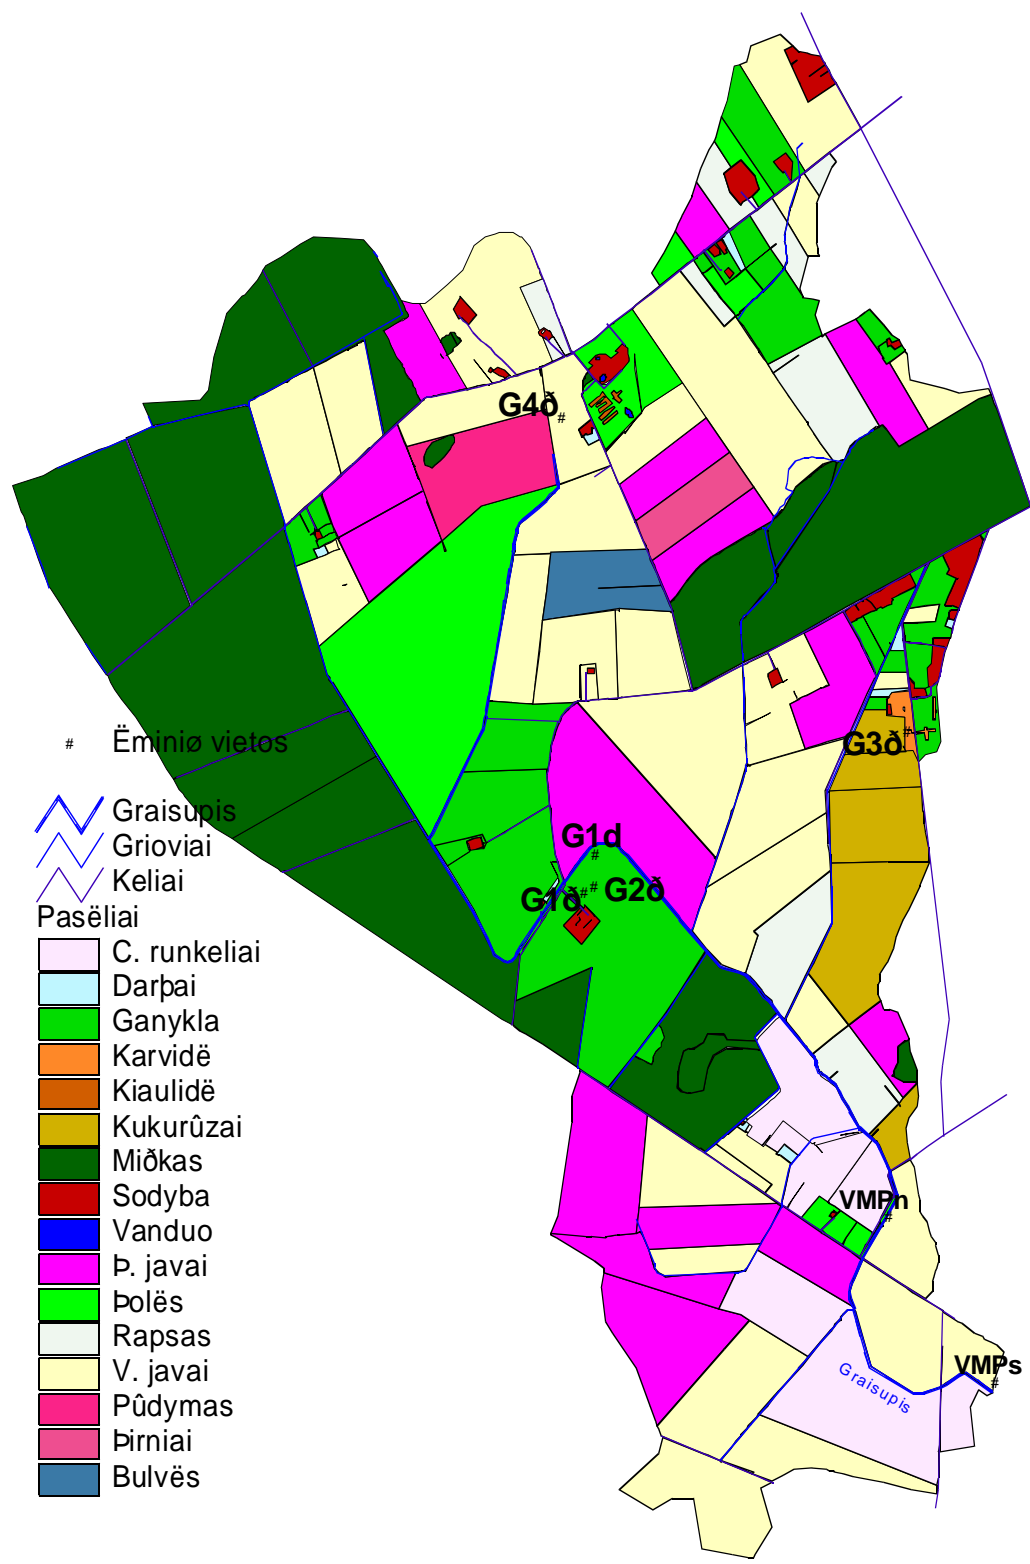 G4ð
#
G3ð
#
# Ëminiø vietos
Graisupis
Grioviai
Keliai
G1d
#
G1ð
#
# G2ð
Pasëliai
C. runkeliai
Darþai
Ganykla
Karvidë
Kiaulidë
Kukurûzai
Miðkas
Sodyba
Vanduo
Þ. javai
Þolës
Rapsas
V. javai
Pûdymas
Þirniai
Bulvës
VMPn
#
VMPs
#
Graisupis